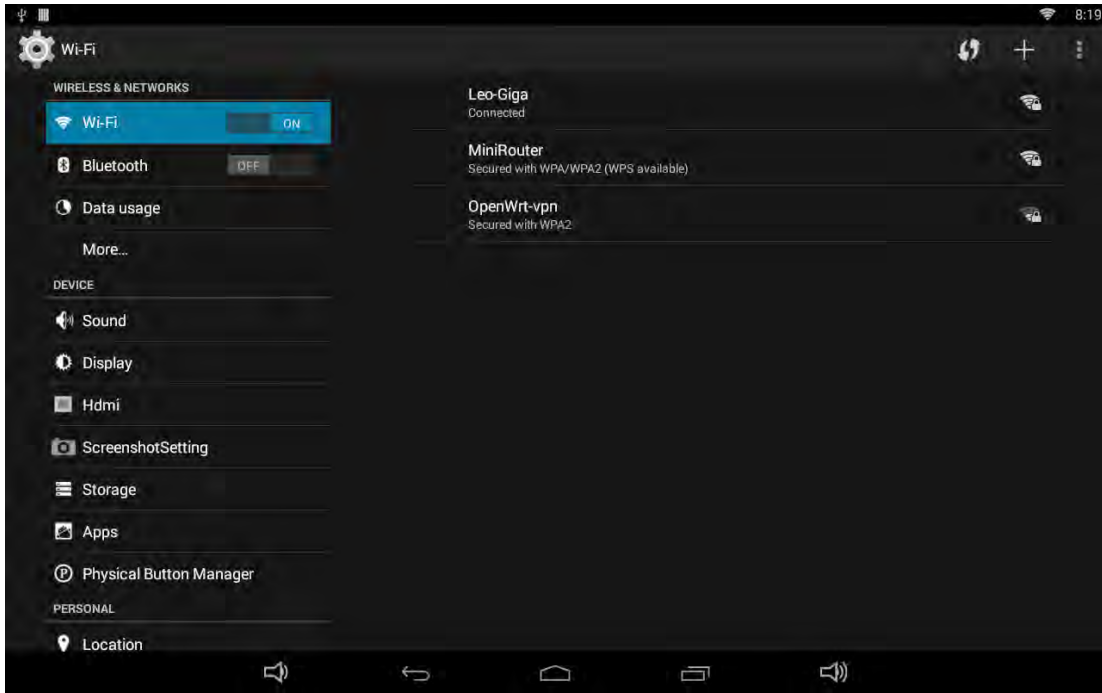 8:19
Wi-Fi
WIRELESS & NETWORKS
Wi-Fi ON
Bluetooth OFF
Data usage
More...
DEVICE
Sound
Display
Hdmi
ScreenshotSetting
Storage
Apps
P Physical Button Manager
PERSONAL
Location
Leo-Giga
Connected
MiniRouter
Secured with WPA/WPA2 (WPS available)
OpenWrt-vpn
Secured with WPA2